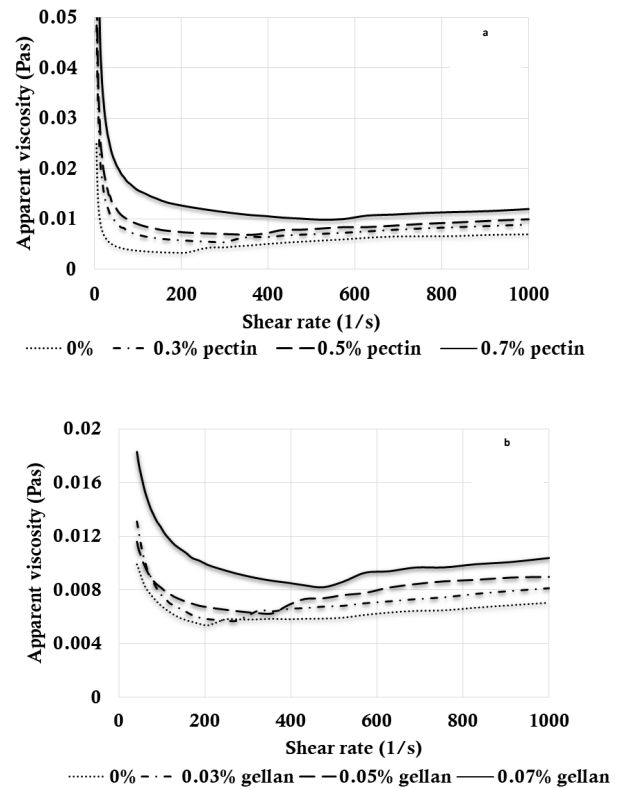 0.05
a
0.04
0.03
0.02
0.01
0
Apparent viscosity (Pas)
0 200 400 600 800 1000
Shear rate (1/s)
0% 0.3% pectin 0.5% pectin 0.7% pectin
0.02
b
0.016
0.012
0.008
0.004
0
Apparent viscosity (Pas)
0 200 400 600 800 1000
Shear rate (1/s)
0% 0.03% gellan 0.05% gellan 0.07% gellan